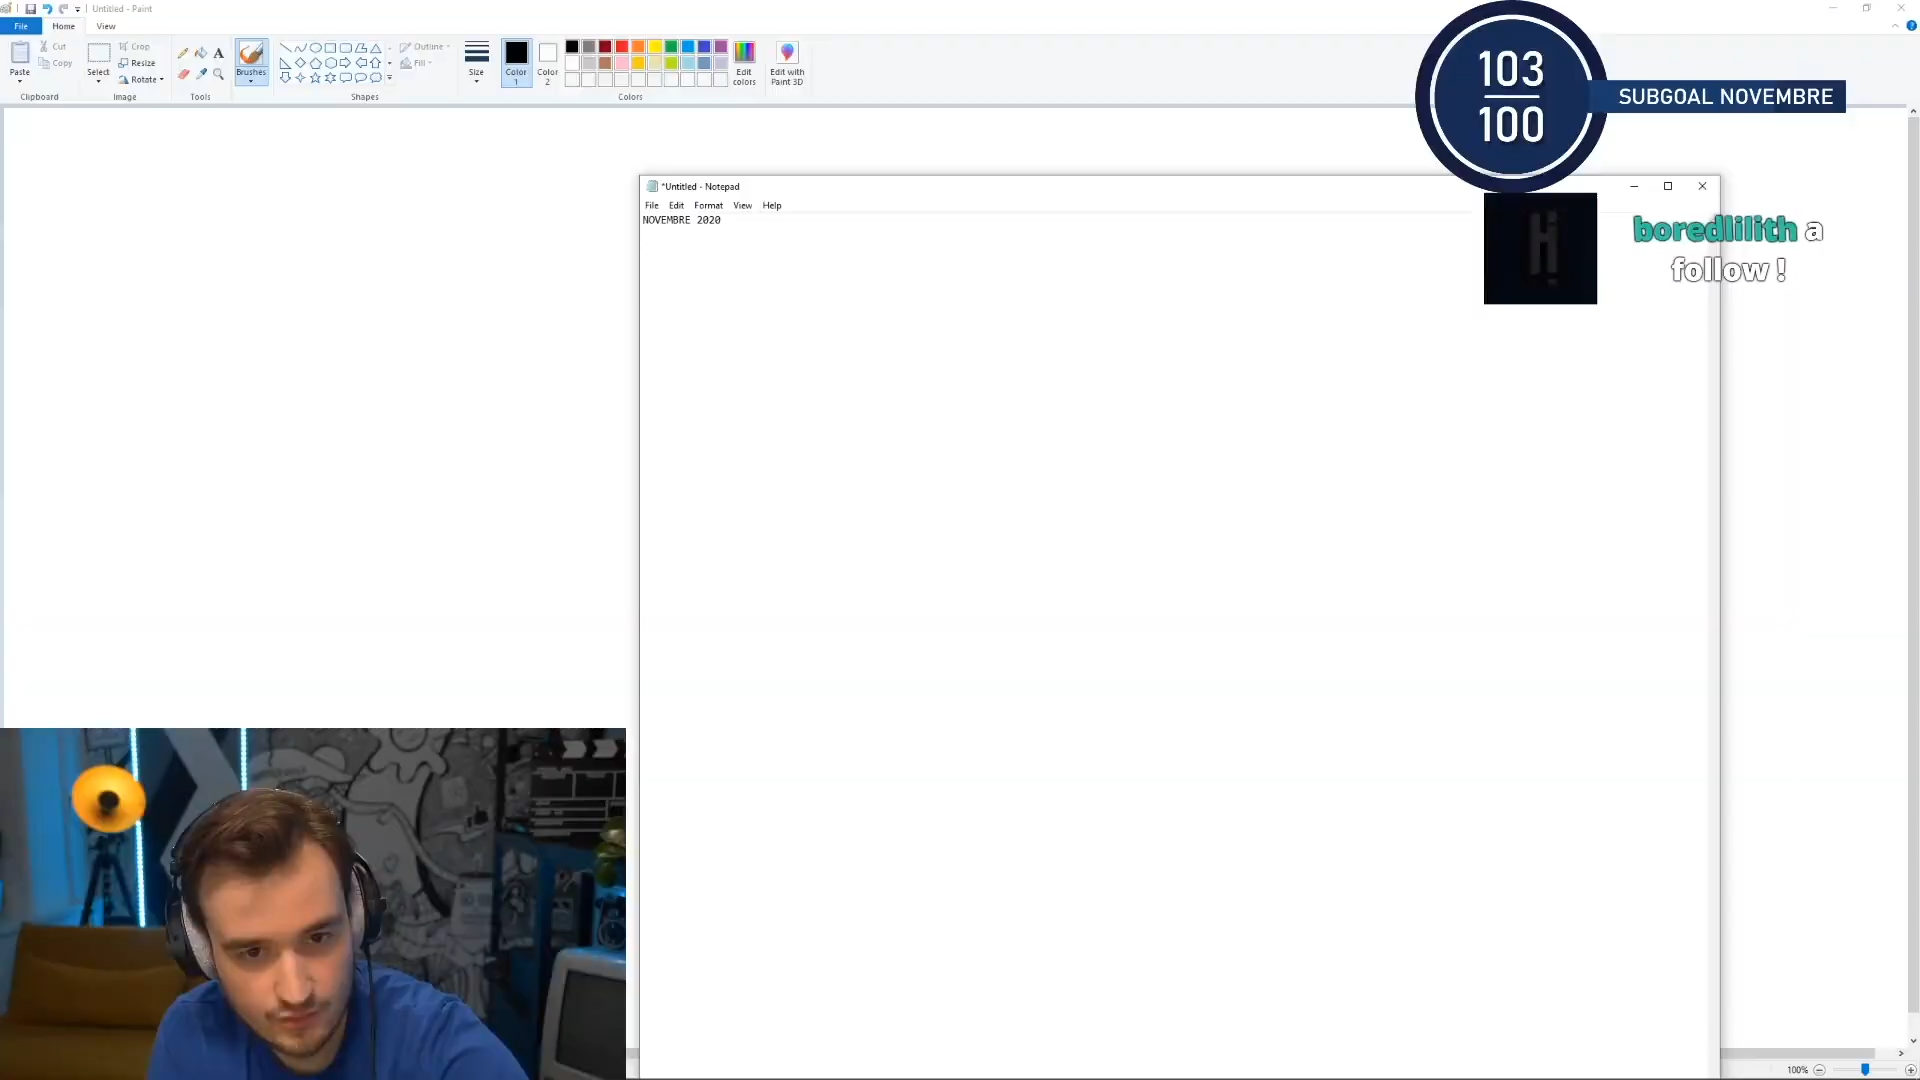 Untitled - Paint
File Home View
Paste Cut Copy
Clipboard
Select Crop Resize Rotate
Image
Tools
Brushes
Shapes
Outline
Fill
Size
Color 1
Color 2
Colors
Edit colors
Edit with Paint 3D
103
100
SUBGOAL NOVEMBRE
*Untitled - Notepad
File Edit Format View Help
NOVEMBRE 2020
boredlilith a
follow !
100%